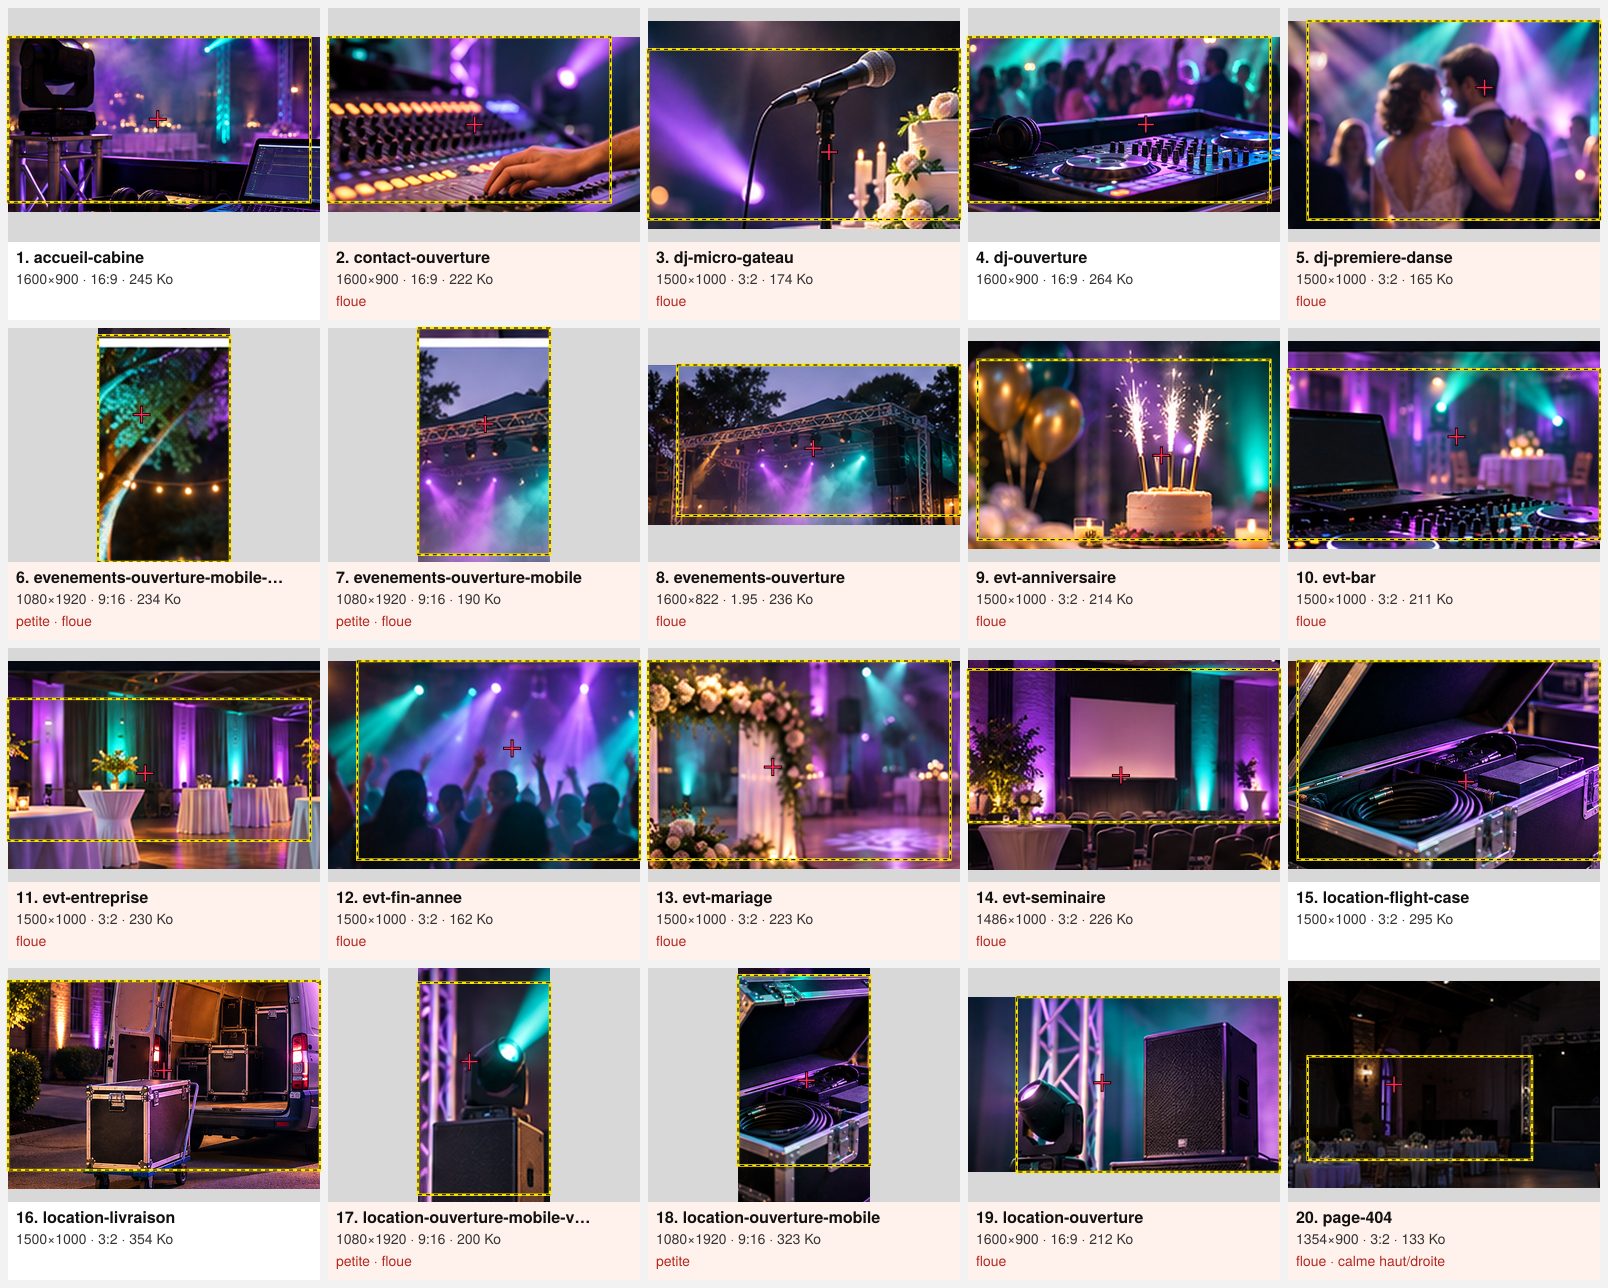 1. accueil-cabine
1600×900 · 16:9 · 245 Ko
2. contact-ouverture
1600×900 · 16:9 · 222 Ko
floue
3. dj-micro-gateau
1500×1000 · 3:2 · 174 Ko
floue
4. dj-ouverture
1600×900 · 16:9 · 264 Ko
5. dj-premiere-danse
1500×1000 · 3:2 · 165 Ko
floue
6. evenements-ouverture-mobile-…
1080×1920 · 9:16 · 234 Ko
petite · floue
7. evenements-ouverture-mobile
1080×1920 · 9:16 · 190 Ko
petite · floue
8. evenements-ouverture
1600×822 · 1.95 · 236 Ko
floue
9. evt-anniversaire
1500×1000 · 3:2 · 214 Ko
floue
10. evt-bar
1500×1000 · 3:2 · 211 Ko
floue
11. evt-entreprise
1500×1000 · 3:2 · 230 Ko
floue
12. evt-fin-annee
1500×1000 · 3:2 · 162 Ko
floue
13. evt-mariage
1500×1000 · 3:2 · 223 Ko
floue
14. evt-seminaire
1486×1000 · 3:2 · 226 Ko
floue
15. location-flight-case
1500×1000 · 3:2 · 295 Ko
16. location-livraison
1500×1000 · 3:2 · 354 Ko
17. location-ouverture-mobile-v…
1080×1920 · 9:16 · 200 Ko
petite · floue
18. location-ouverture-mobile
1080×1920 · 9:16 · 323 Ko
petite
19. location-ouverture
1600×900 · 16:9 · 212 Ko
floue
20. page-404
1354×900 · 3:2 · 133 Ko
floue · calme haut/droite